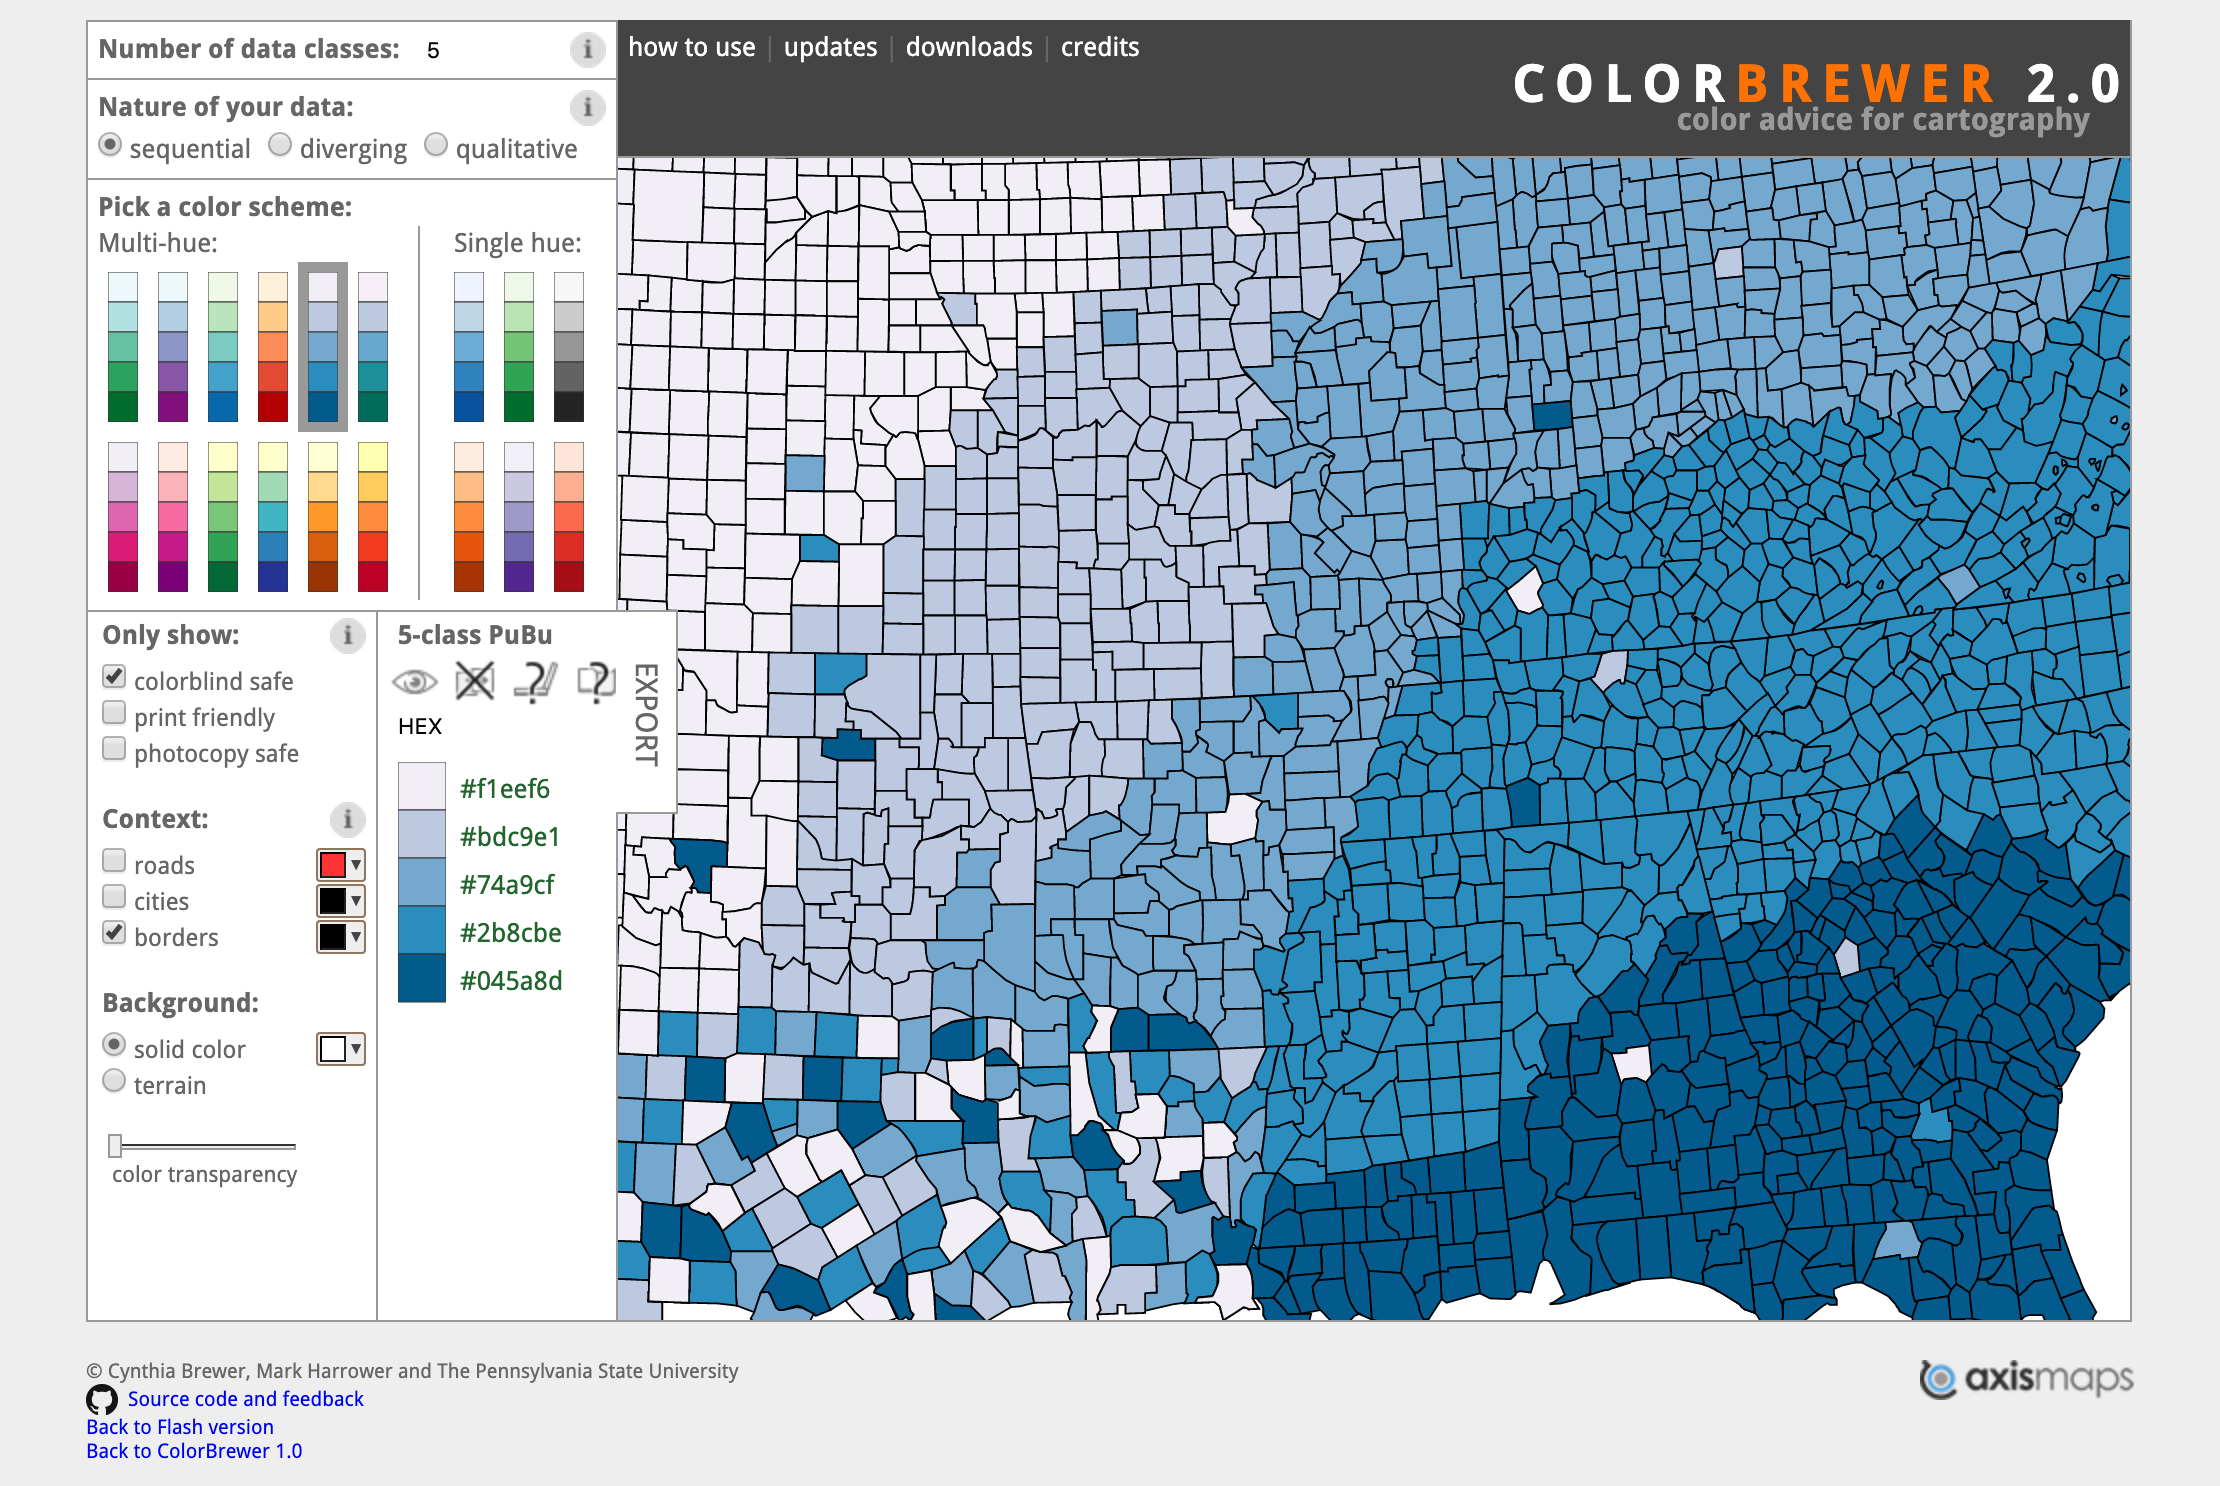 Number of data classes: 5
i
how to use | updates | downloads | credits
COLORBREWER 2.0
color advice for cartography
Nature of your data:
i
sequential diverging qualitative
Pick a color scheme:
Multi-hue: Single hue:
Only show:
i
colorblind safe
print friendly
photocopy safe
Context:
i
roads
cities
borders
Background:
solid color
terrain
color transparency
5-class PuBu
? ?
EXPORT
HEX
#f1eef6
#bdc9e1
#74a9cf
#2b8cbe
#045a8d
© Cynthia Brewer, Mark Harrower and The Pennsylvania State University
Source code and feedback
Back to Flash version
Back to ColorBrewer 1.0
axismaps